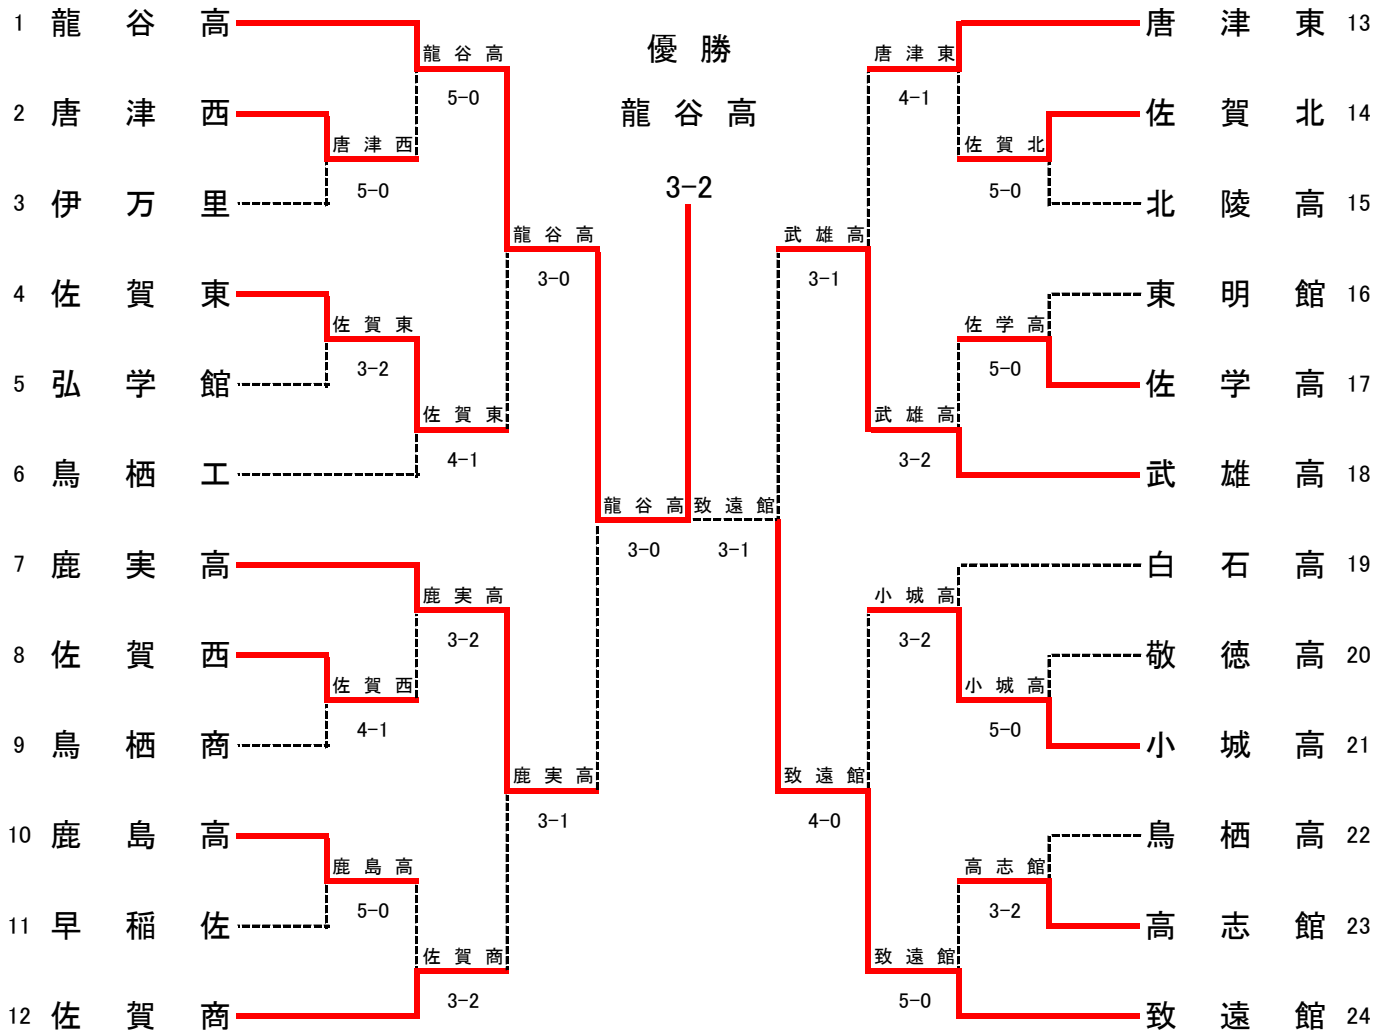 1 龍谷高
龍谷高
5-0
2 唐津西
唐津西
5-0
3 伊万里
龍谷高
3-0
4 佐賀東
佐賀東
3-2
5 弘学館
佐賀東
4-1
6 鳥栖工
龍谷高
3-0
7 鹿実高
鹿実高
3-2
8 佐賀西
佐賀西
4-1
9 鳥栖商
鹿実高
3-1
10 鹿島高
鹿島高
5-0
11 早稲佐
佐賀商
3-2
12 佐賀商
優勝
龍谷高
3-2
唐津東 13
唐津東
4-1
佐賀北 14
佐賀北
5-0
北陵高 15
武雄高
3-1
東明館 16
佐学高
5-0
佐学高 17
武雄高
3-2
武雄高 18
致遠館
3-1
白石高 19
小城高
3-2
敬徳高 20
小城高
5-0
小城高 21
致遠館
4-0
鳥栖高 22
高志館
3-2
高志館 23
致遠館
5-0
致遠館 24